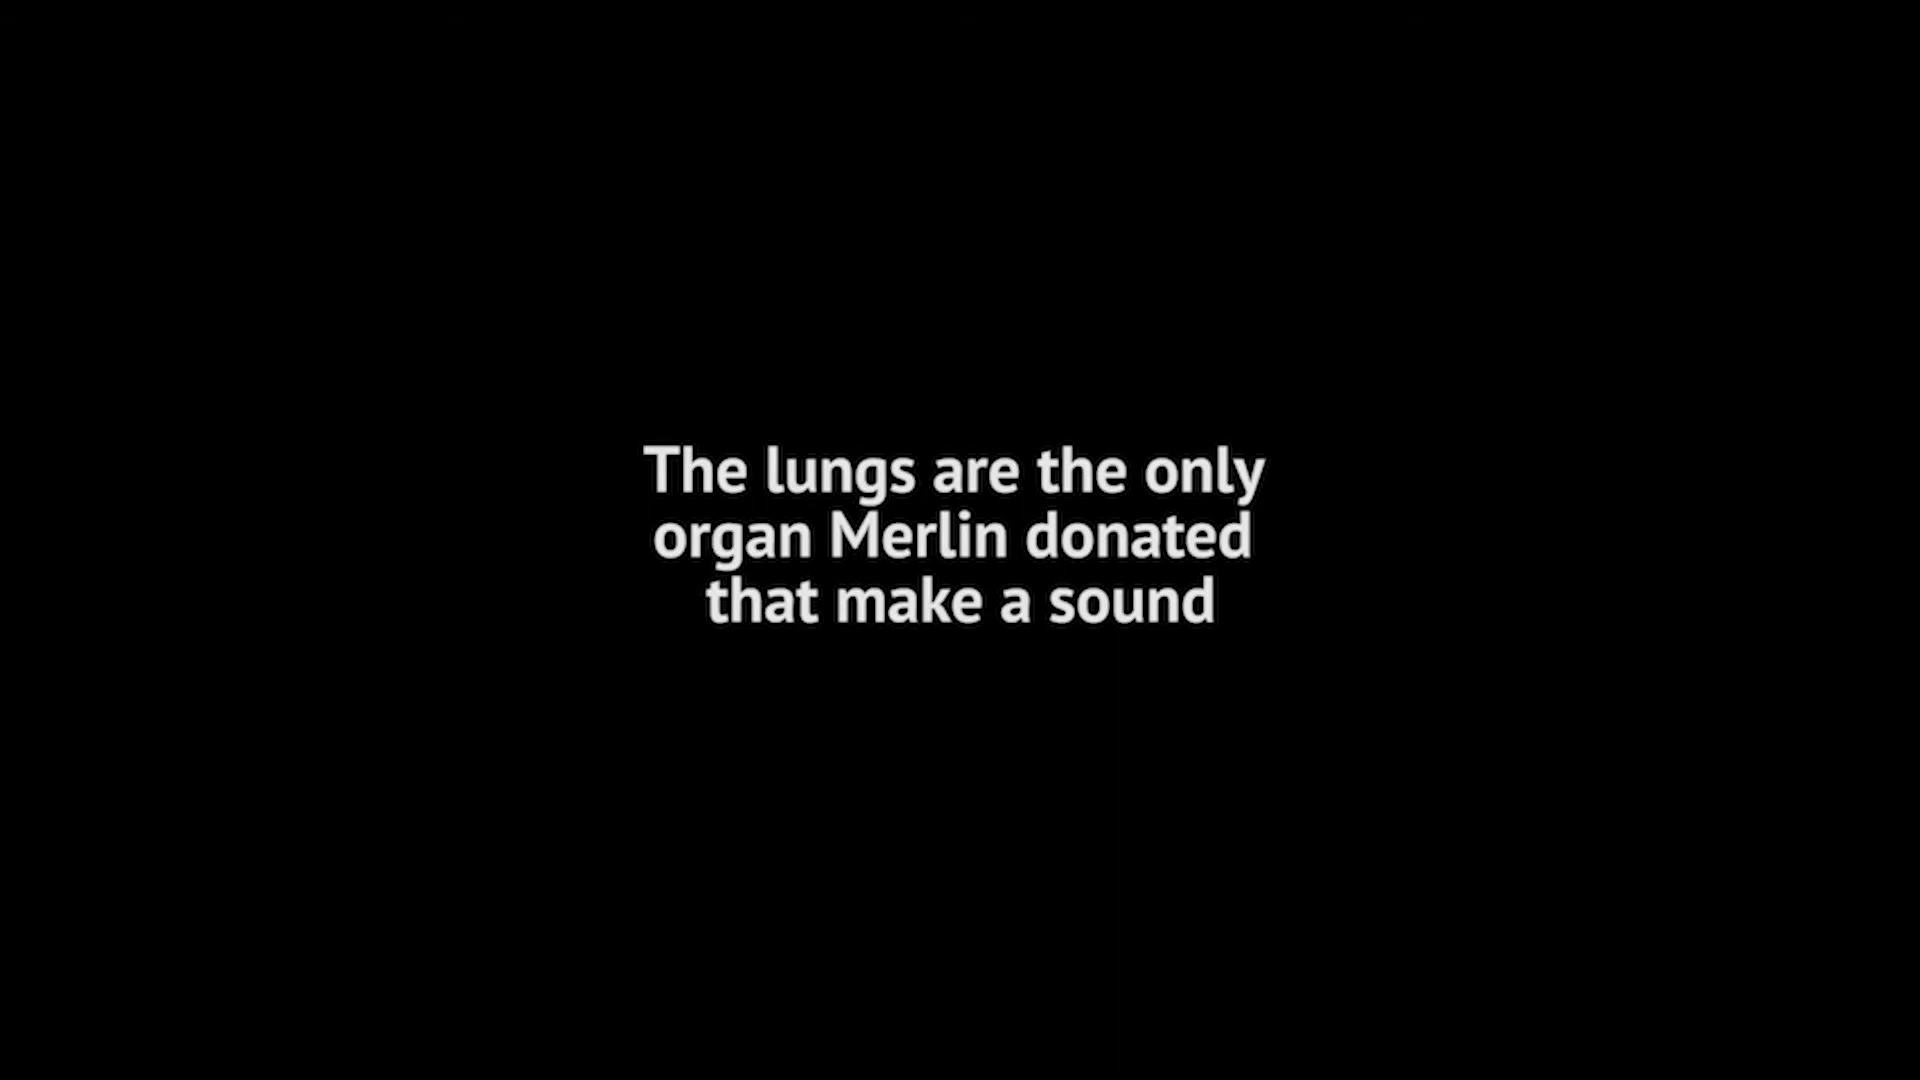 The lungs are the only
organ Merlin donated
that make a sound